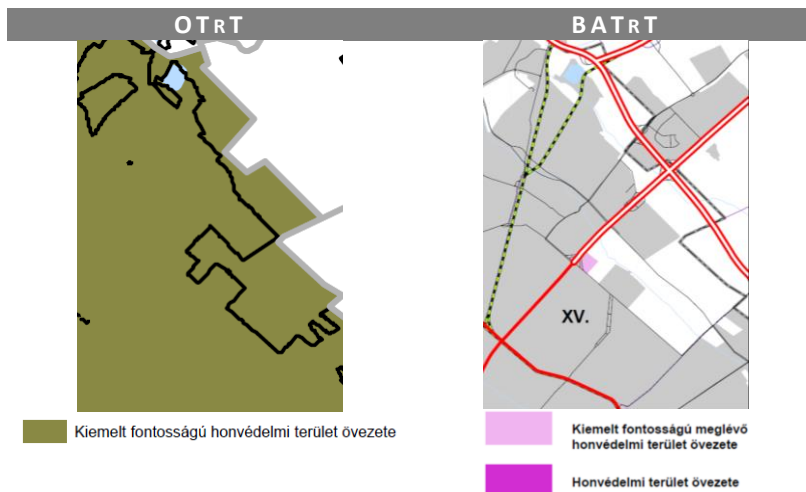 OTRT
BATRT
XV.
Kiemelt fontosságú honvédelmi terület övezete
Kiemelt fontosságú meglévő
honvédelmi terület övezete
Honvédelmi terület övezete